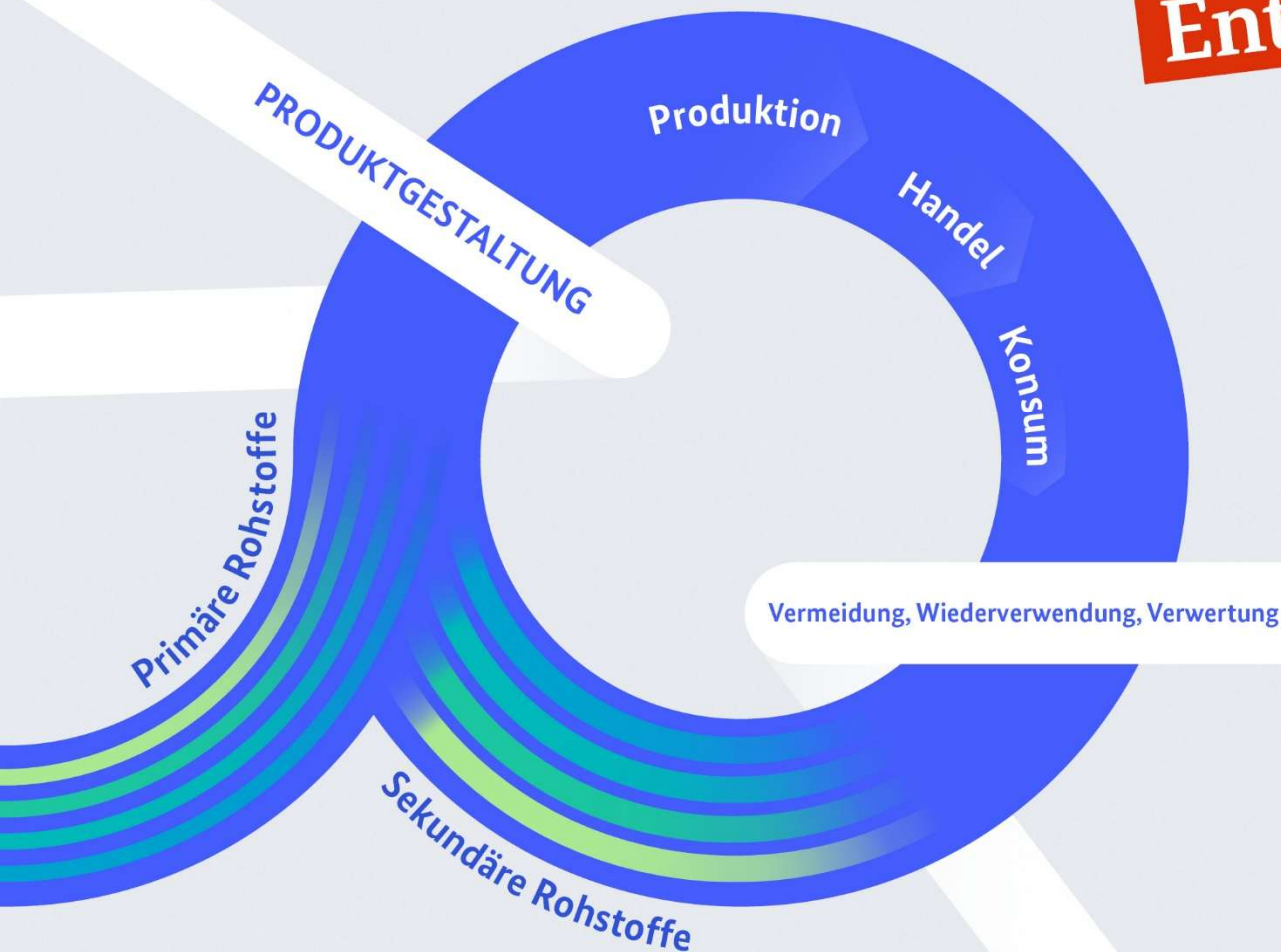 PRODUKTGESTALTUNG
Produktion
Handel
Konsum
Vermeidung, Wiederverwendung, Verwertung
Primäre Rohstoffe
Sekundäre Rohstoffe